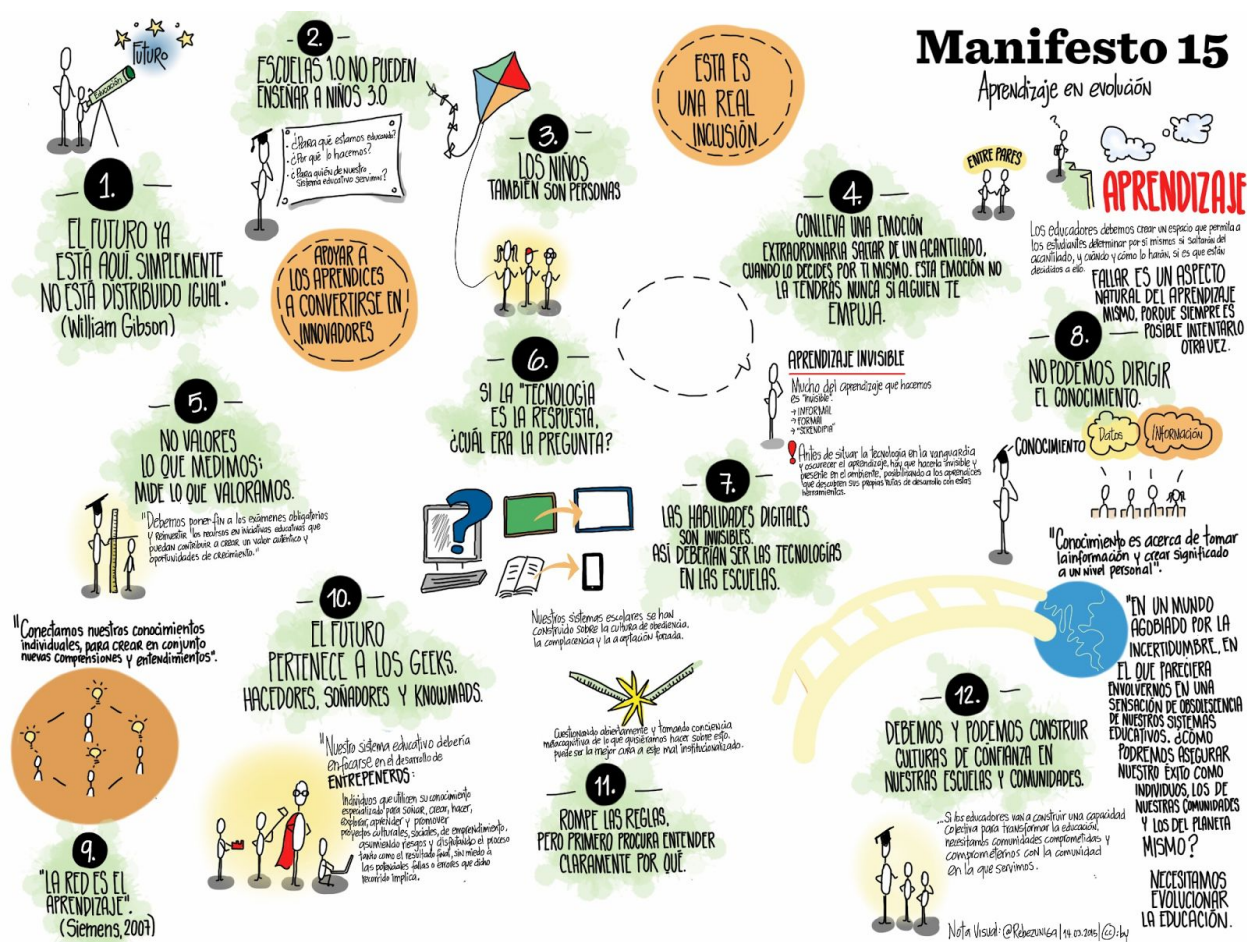 Manifesto 15
Aprendizaje en evolución
FUTURO
Educación
1.
EL FUTURO YA
ESTÁ AQUÍ. SIMPLEMENTE
NO ESTÁ DISTRIBUIDO IGUAL".
(William Gibson)
2.
ESCUELAS 1.0 NO PUEDEN
ENSEÑAR A NIÑOS 3.0
• ¿Para qué estamos educando?
• ¿Por qué lo hacemos?
• ¿Para quién de nuestro
Sistema educativo servimos?
APOYAR A
LOS APRENDICES
A CONVERTIRSE EN
INNOVADORES
3.
LOS NIÑOS
TAMBIÉN SON PERSONAS
ESTA ES
UNA REAL
INCLUSIÓN
4.
CONLLEVA UNA EMOCIÓN
EXTRAORDINARIA SALTAR DE UN ACANTILADO,
CUANDO LO DECIDES POR TI MISMO. ESTA EMOCIÓN NO
LA TENDRÁS NUNCA SI ALGUIEN TE
EMPUJA.
ENTRE PARES
?
APRENDIZAJE
Los educadores debemos crear un espacio que permita a
los estudiantes determinar por si mismos si saltarán del
acantilado, y cuándo y cómo lo harán, si es que están
decididos a ello.
FALLAR ES UN ASPECTO
NATURAL DEL APRENDIZAJE
MISMO, PORQUE SIEMPRE ES
POSIBLE INTENTARLO
OTRA VEZ.
5.
NO VALORES
LO QUE MEDIMOS;
MIDE LO QUE VALORAMOS.
"Debemos poner fin a los exámenes obligatorios
y reinvertir "los recursos en iniciativas educativas que
puedan contribuir a crear un valor auténtico y
oportunidades de crecimiento."
6.
SI LA "TECNOLOGÍA
ES LA RESPUESTA,
¿CUÁL ERA LA PREGUNTA?
?
APRENDIZAJE INVISIBLE
Mucho del aprendizaje que hacemos
es "invisible".
→ INFORMAL
→ FORMAL
→ "SERENDIPIA"
! Antes de situar la tecnología en la vanguardia
y oscurecer el aprendizaje, hay que hacerla invisible y
presente en el ambiente, posibilitando a los aprendices
que descubren sus propias rutas de desarrollo con estas
herramientas.
7.
LAS HABILIDADES DIGITALES
SON INVISIBLES.
ASÍ DEBERÍAN SER LAS TECNOLOGÍAS
EN LAS ESCUELAS.
8.
NO PODEMOS DIRIGIR
EL CONOCIMIENTO.
CONOCIMIENTO
Datos
INFORMACIÓN
"Conocimiento es acerca de tomar
la información y crear significado
a un nivel personal".
"Conectamos nuestros conocimientos
individuales, para crear en conjunto
nuevas comprensiones y entendimientos".
9.
"LA RED ES EL
APRENDIZAJE".
(Siemens, 2007)
10.
EL FUTURO
PERTENECE A LOS GEEKS.
HACEDORES, SOÑADORES Y KNOWMADS.
"Nuestro sistema educativo debería
enfocarse en el desarrollo de
ENTREPENERDS:
Individuos que utilicen su conocimiento
especializado para soñar, crear, hacer,
explorar, aprender y promover
proyectos culturales, sociales, de emprendimiento,
asumiendo riesgos y disfrutando el proceso
tanto como el resultado final, sin miedo a
las potenciales fallas o errores que dicho
recorrido implica.
Nuestros sistemas escolares se han
construido sobre la cultura de obediencia,
la complacencia y la aceptación forzada.
Cuestionando abiertamente y tomando conciencia
metacognitiva de lo que quisiéramos hacer sobre esto,
puede ser la mejor cura a este mal institucionalizado.
11.
ROMPE LAS REGLAS,
PERO PRIMERO PROCURA ENTENDER
CLARAMENTE POR QUÉ.
12.
DEBEMOS Y PODEMOS CONSTRUIR
CULTURAS DE CONFIANZA EN
NUESTRAS ESCUELAS Y COMUNIDADES.
...Si los educadores van a construir una capacidad
colectiva para transformar la educación,
necesitamos comunidades comprometidas y
comprometernos con la comunidad
en la que servimos.
"EN UN MUNDO
AGOBIADO POR LA
INCERTIDUMBRE, EN
EL QUE PARECIERA
ENVOLVERNOS EN UNA
SENSACIÓN DE OBSOLESCENCIA
DE NUESTROS SISTEMAS
EDUCATIVOS. ¿CÓMO
PODREMOS ASEGURAR
NUESTRO ÉXITO COMO
INDIVIDUOS, LOS DE
NUESTRAS COMUNIDADES
Y LOS DEL PLANETA
MISMO?
NECESITAMOS
EVOLUCIONAR
LA EDUCACIÓN.
Nota Visual: @Rebezuniga | 14.03.2015 | (cc):by